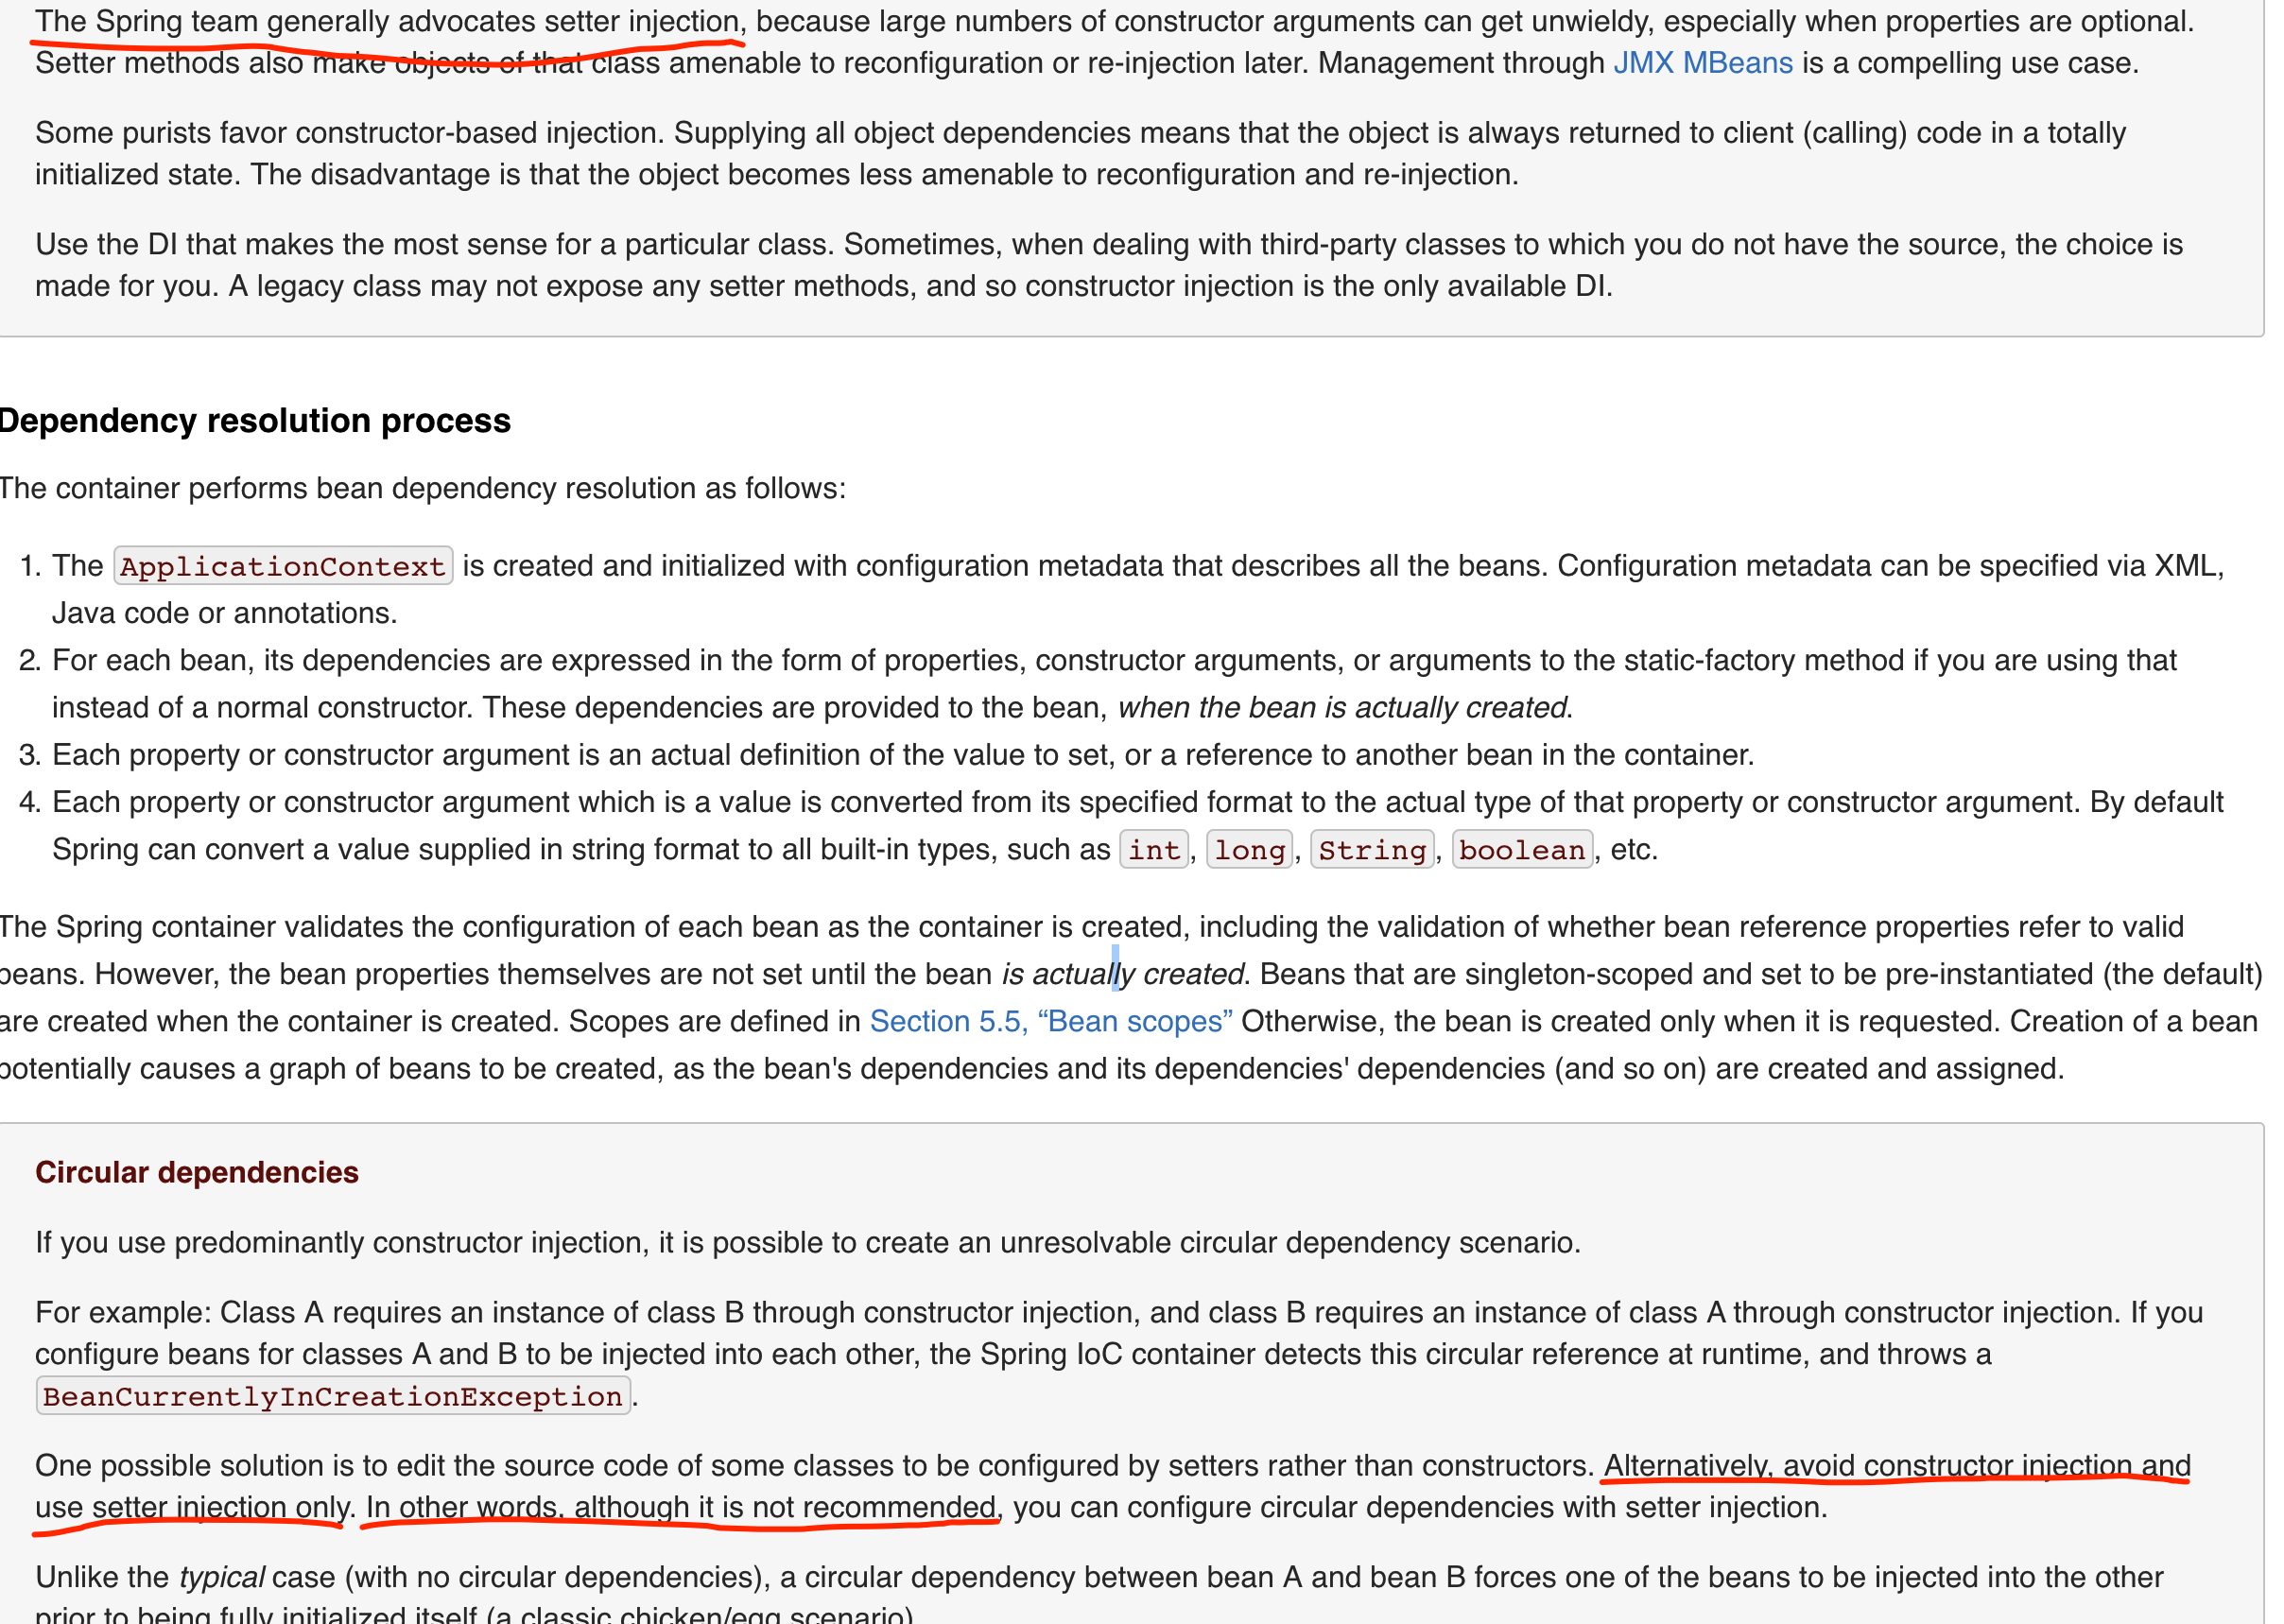 The Spring team generally advocates setter injection, because large numbers of constructor arguments can get unwieldy, especially when properties are optional.
Setter methods also make objects of that class amenable to reconfiguration or re-injection later. Management through JMX MBeans is a compelling use case.
Some purists favor constructor-based injection. Supplying all object dependencies means that the object is always returned to client (calling) code in a totally
initialized state. The disadvantage is that the object becomes less amenable to reconfiguration and re-injection.
Use the DI that makes the most sense for a particular class. Sometimes, when dealing with third-party classes to which you do not have the source, the choice is
made for you. A legacy class may not expose any setter methods, and so constructor injection is the only available DI.
Dependency resolution process
The container performs bean dependency resolution as follows:
1. The ApplicationContext is created and initialized with configuration metadata that describes all the beans. Configuration metadata can be specified via XML,
Java code or annotations.
2. For each bean, its dependencies are expressed in the form of properties, constructor arguments, or arguments to the static-factory method if you are using that
instead of a normal constructor. These dependencies are provided to the bean, when the bean is actually created.
3. Each property or constructor argument is an actual definition of the value to set, or a reference to another bean in the container.
4. Each property or constructor argument which is a value is converted from its specified format to the actual type of that property or constructor argument. By default
Spring can convert a value supplied in string format to all built-in types, such as int, long, String, boolean, etc.
The Spring container validates the configuration of each bean as the container is created, including the validation of whether bean reference properties refer to valid
beans. However, the bean properties themselves are not set until the bean is actually created. Beans that are singleton-scoped and set to be pre-instantiated (the default)
are created when the container is created. Scopes are defined in Section 5.5, “Bean scopes” Otherwise, the bean is created only when it is requested. Creation of a bean
potentially causes a graph of beans to be created, as the bean's dependencies and its dependencies' dependencies (and so on) are created and assigned.
Circular dependencies
If you use predominantly constructor injection, it is possible to create an unresolvable circular dependency scenario.
For example: Class A requires an instance of class B through constructor injection, and class B requires an instance of class A through constructor injection. If you
configure beans for classes A and B to be injected into each other, the Spring IoC container detects this circular reference at runtime, and throws a
BeanCurrentlyInCreationException.
One possible solution is to edit the source code of some classes to be configured by setters rather than constructors. Alternatively, avoid constructor injection and
use setter injection only. In other words, although it is not recommended, you can configure circular dependencies with setter injection.
Unlike the typical case (with no circular dependencies), a circular dependency between bean A and bean B forces one of the beans to be injected into the other
prior to being fully initialized itself (a classic chicken/egg scenario)